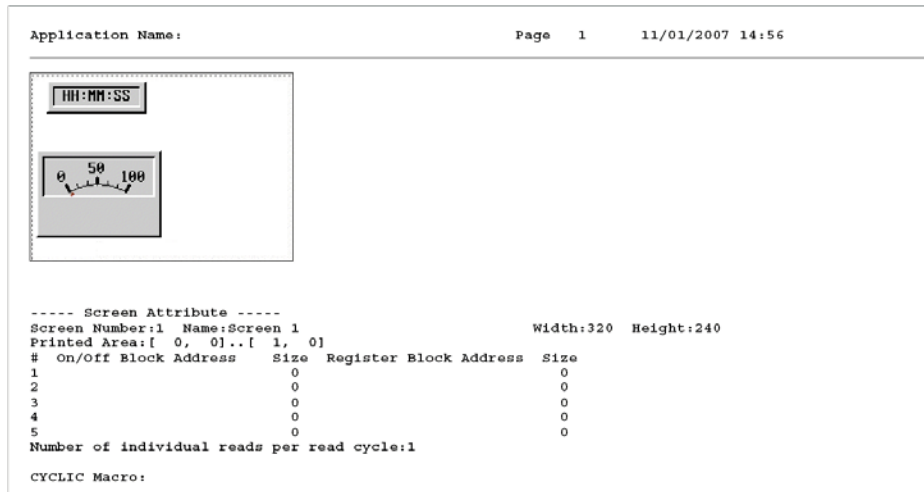 Application Name: Page 1 11/01/2007 14:56
HH:MM:SS
0 50 100
----- Screen Attribute -----
Screen Number:1 Name:Screen 1 Width:320 Height:240
Printed Area:[ 0, 0]..[ 1, 0]
# On/Off Block Address Size Register Block Address Size
1 0 0
2 0 0
3 0 0
4 0 0
5 0 0
Number of individual reads per read cycle:1
CYCLIC Macro: